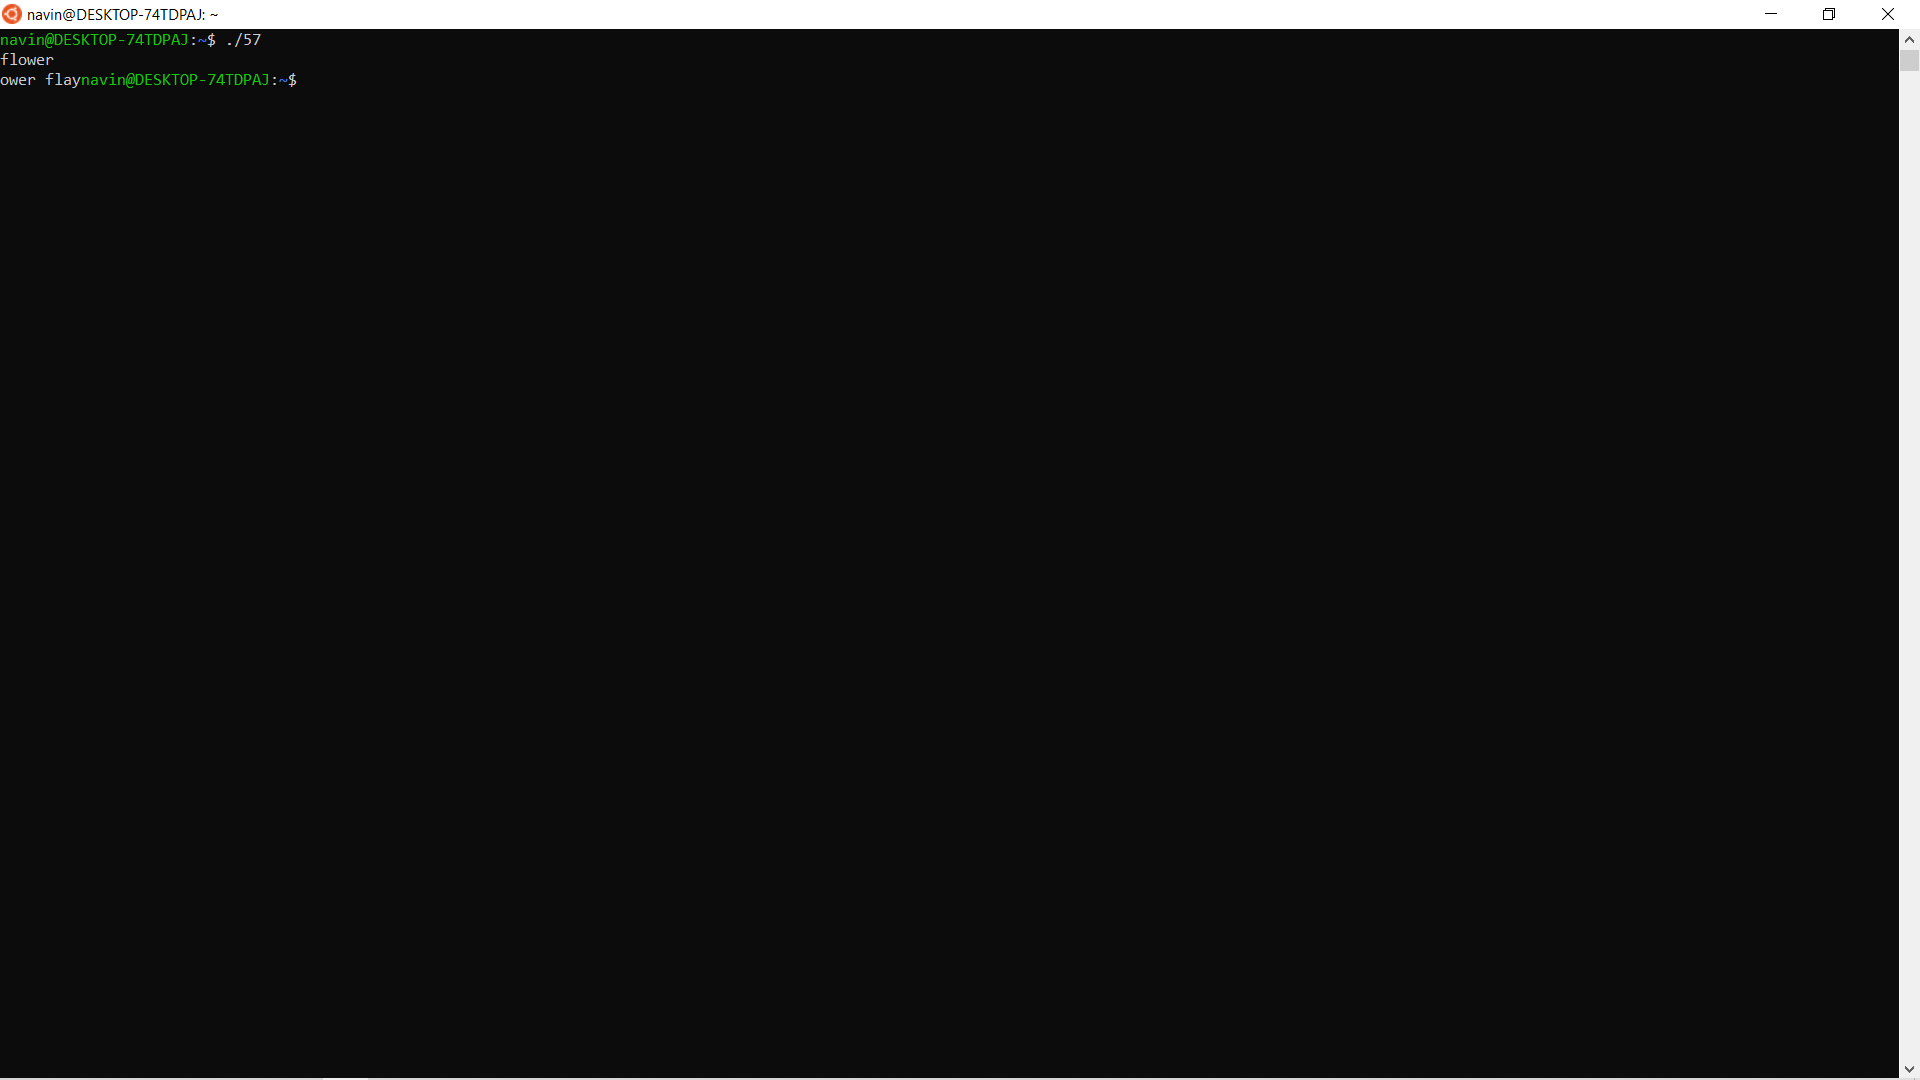 navin@DESKTOP-74TDPAJ: ~
navin@DESKTOP-74TDPAJ:~$ ./57
flower
ower flaynavin@DESKTOP-74TDPAJ:~$